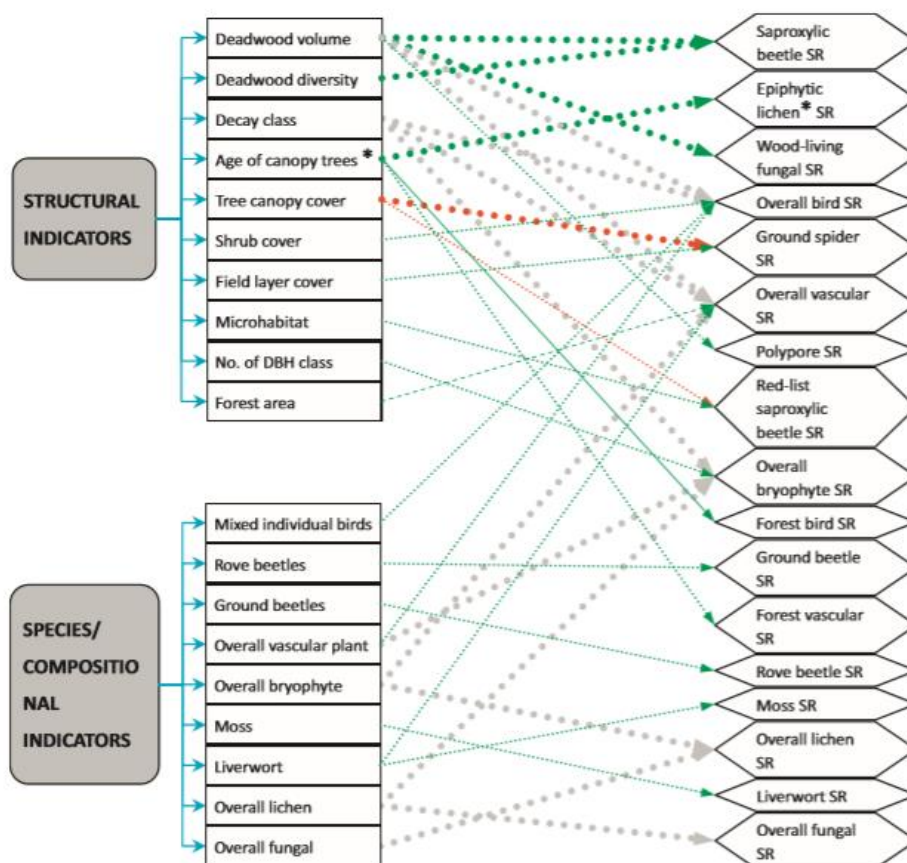 STRUCTURAL
INDICATORS
Deadwood volume
Deadwood diversity
Decay class
Age of canopy trees *
Tree canopy cover
Shrub cover
Field layer cover
Microhabitat
No. of DBH class
Forest area
SPECIES/
COMPOSITIO
NAL
INDICATORS
Mixed individual birds
Rove beetles
Ground beetles
Overall vascular plant
Overall bryophyte
Moss
Liverwort
Overall lichen
Overall fungal
Saproxylic
beetle SR
Epiphytic
lichen* SR
Wood-living
fungal SR
Overall bird SR
Ground spider
SR
Overall vascular
SR
Polypore SR
Red-list
saproxylic
beetle SR
Overall
bryophyte SR
Forest bird SR
Ground beetle
SR
Forest vascular
SR
Rove beetle SR
Moss SR
Overall lichen
SR
Liverwort SR
Overall fungal
SR